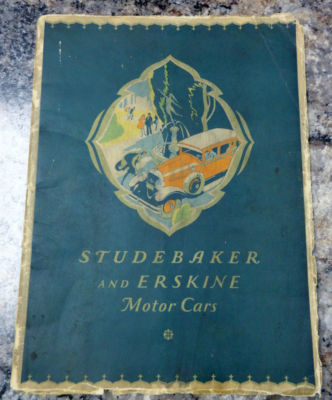 STUDEBAKER
AND ERSKINE
Motor Cars